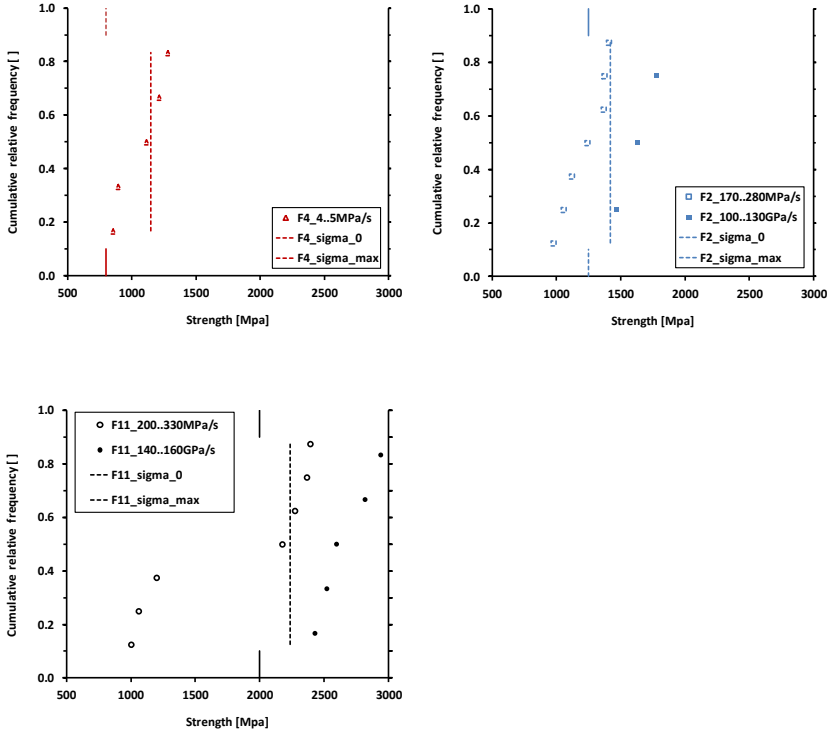 Cumulative relative frequency [ ]
1.0
0.8
0.6
0.4
0.2
0.0
F4_4..5MPa/s
F4_sigma_0
F4_sigma_max
500 1000 1500 2000 2500 3000
Strength [Mpa]
Cumulative relative frequency [ ]
1.0
0.8
0.6
0.4
0.2
0.0
F2_170..280MPa/s
F2_100..130GPa/s
F2_sigma_0
F2_sigma_max
500 1000 1500 2000 2500 3000
Strength [Mpa]
Cumulative relative frequency [ ]
1.0
0.8
0.6
0.4
0.2
0.0
F11_200..330MPa/s
F11_140..160GPa/s
F11_sigma_0
F11_sigma_max
500 1000 1500 2000 2500 3000
Strength [Mpa]